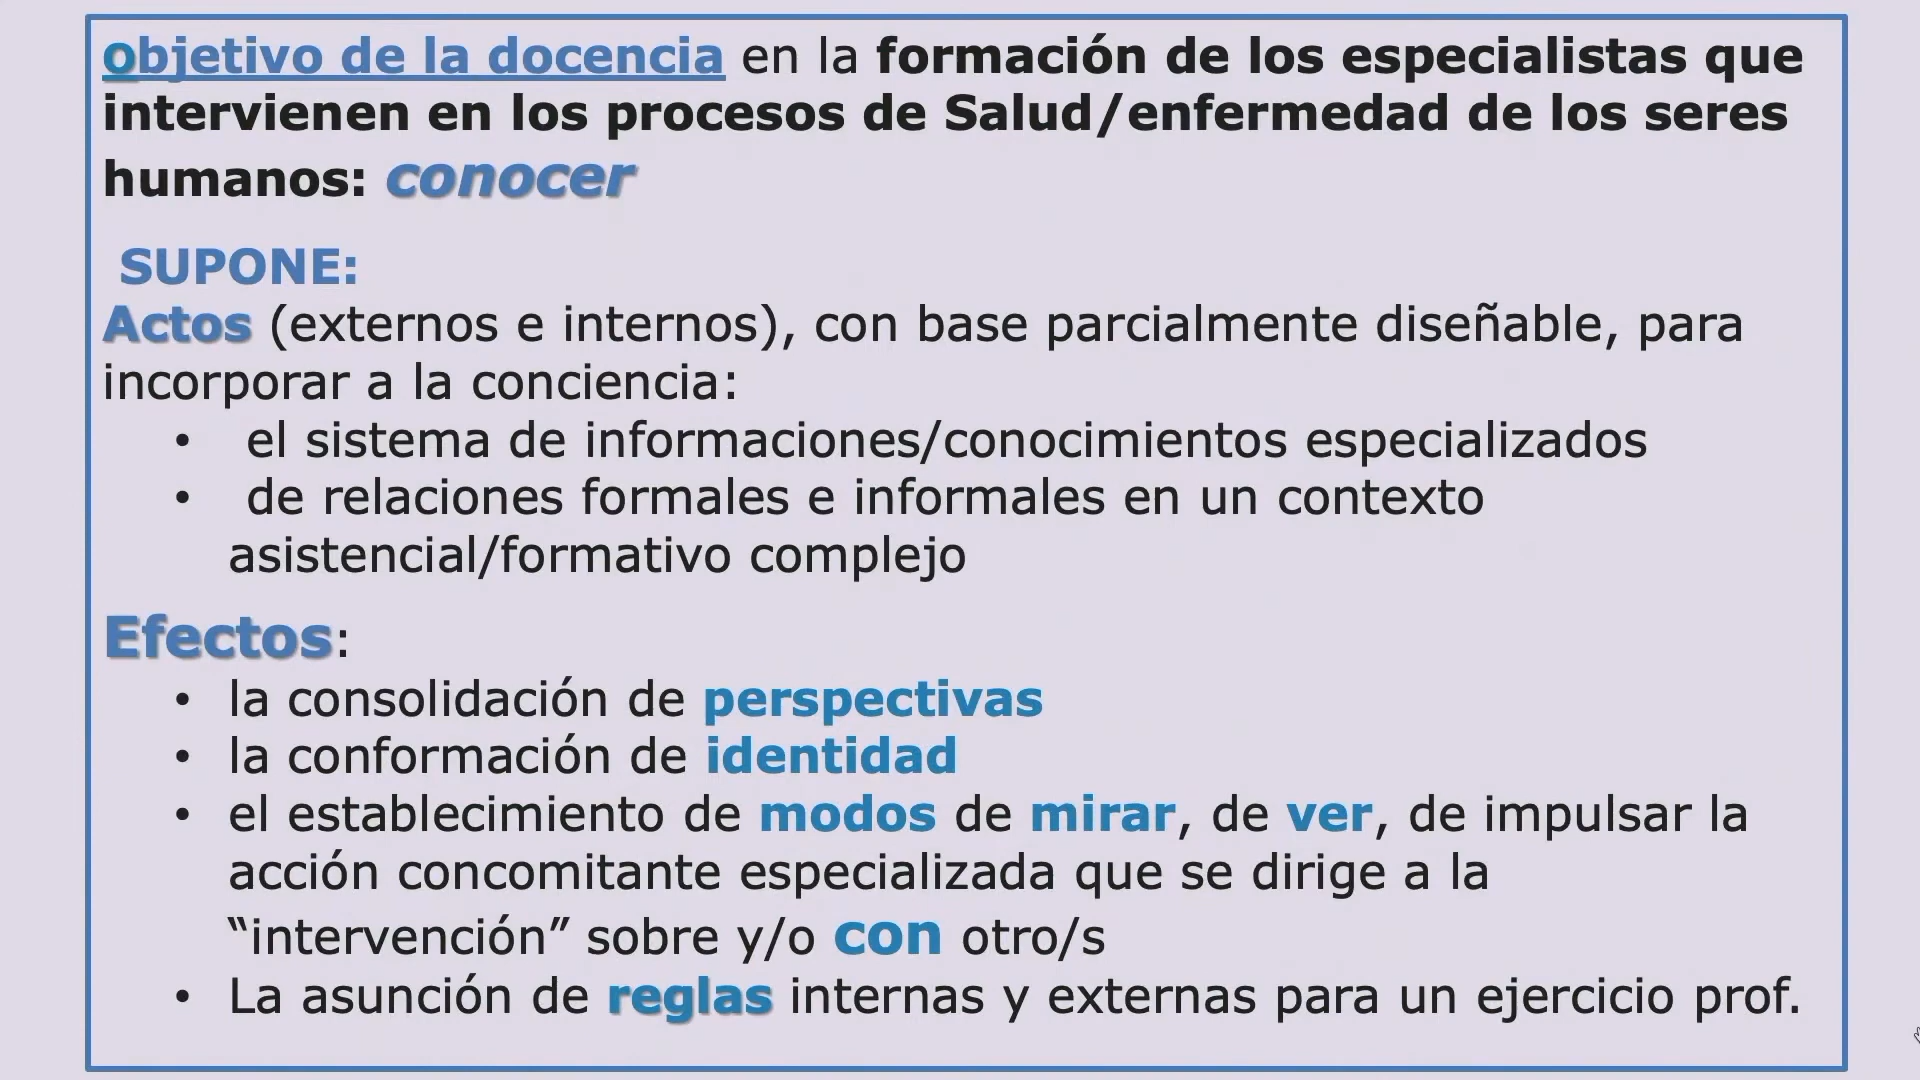 objetivo de la docencia en la formación de los especialistas que
intervienen en los procesos de Salud/enfermedad de los seres
humanos: conocer
SUPONE:
Actos (externos e internos), con base parcialmente diseñable, para
incorporar a la conciencia:
• el sistema de informaciones/conocimientos especializados
• de relaciones formales e informales en un contexto
asistencial/formativo complejo
Efectos:
• la consolidación de perspectivas
• la conformación de identidad
• el establecimiento de modos de mirar, de ver, de impulsar la
acción concomitante especializada que se dirige a la
“intervención” sobre y/o con otro/s
• La asunción de reglas internas y externas para un ejercicio prof.